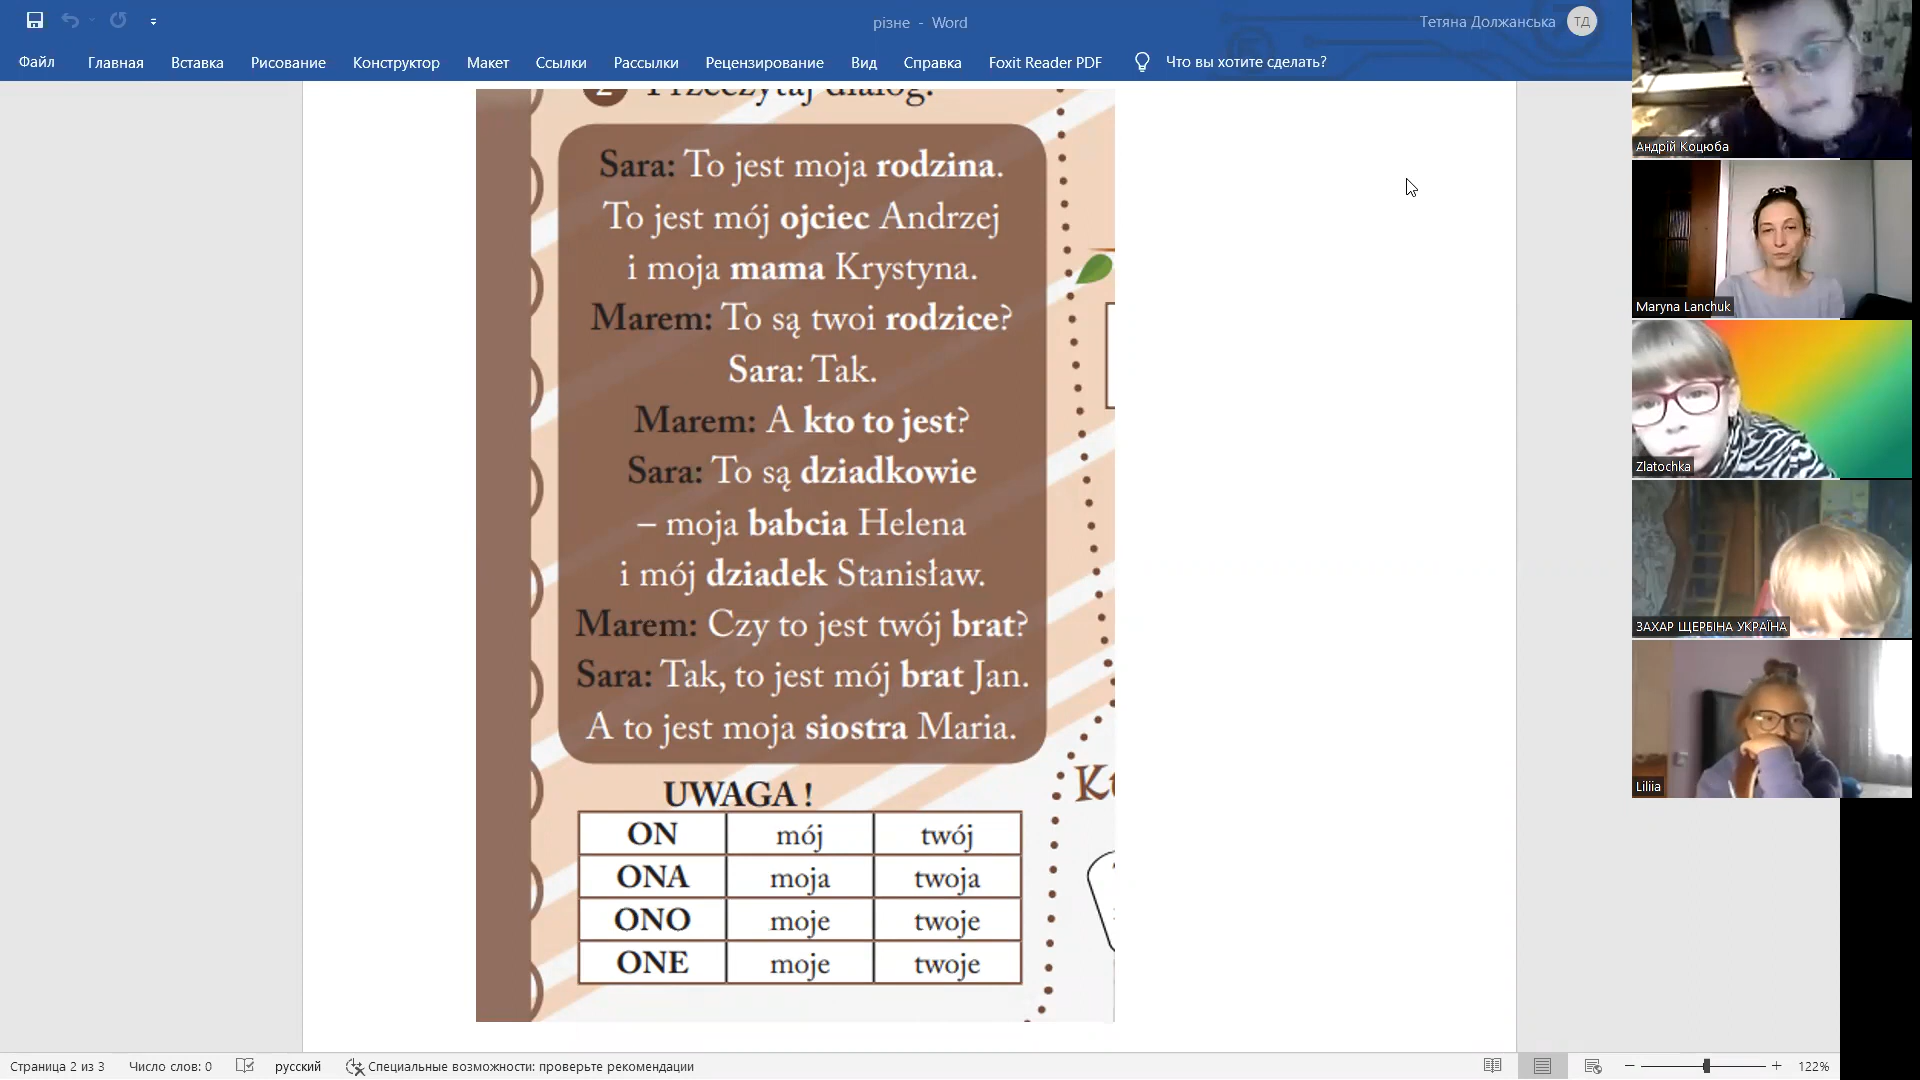 різне - Word
Тетяна Должанська
ТД
Файл
Главная
Вставка
Рисование
Конструктор
Макет
Ссылки
Рассылки
Рецензирование
Вид
Справка
Foxit Reader PDF
Что вы хотите сделать?
2 Przeczytaj dialog.
Sara: To jest moja rodzina.
To jest mój ojciec Andrzej
i moja mama Krystyna.
Marem: To są twoi rodzice?
Sara: Tak.
Marem: A kto to jest?
Sara: To są dziadkowie
– moja babcia Helena
i mój dziadek Stanisław.
Marem: Czy to jest twój brat?
Sara: Tak, to jest mój brat Jan.
A to jest moja siostra Maria.
UWAGA !
ON mój twój
ONA moja twoja
ONO moje twoje
ONE moje twoje
Андрій Коцюба
Maryna Lanchuk
Zlatochka
ЗАХАР ЩЕРБІНА УКРАЇНА
Liliia
Страница 2 из 3
Число слов: 0
русский
Специальные возможности: проверьте рекомендации
122%